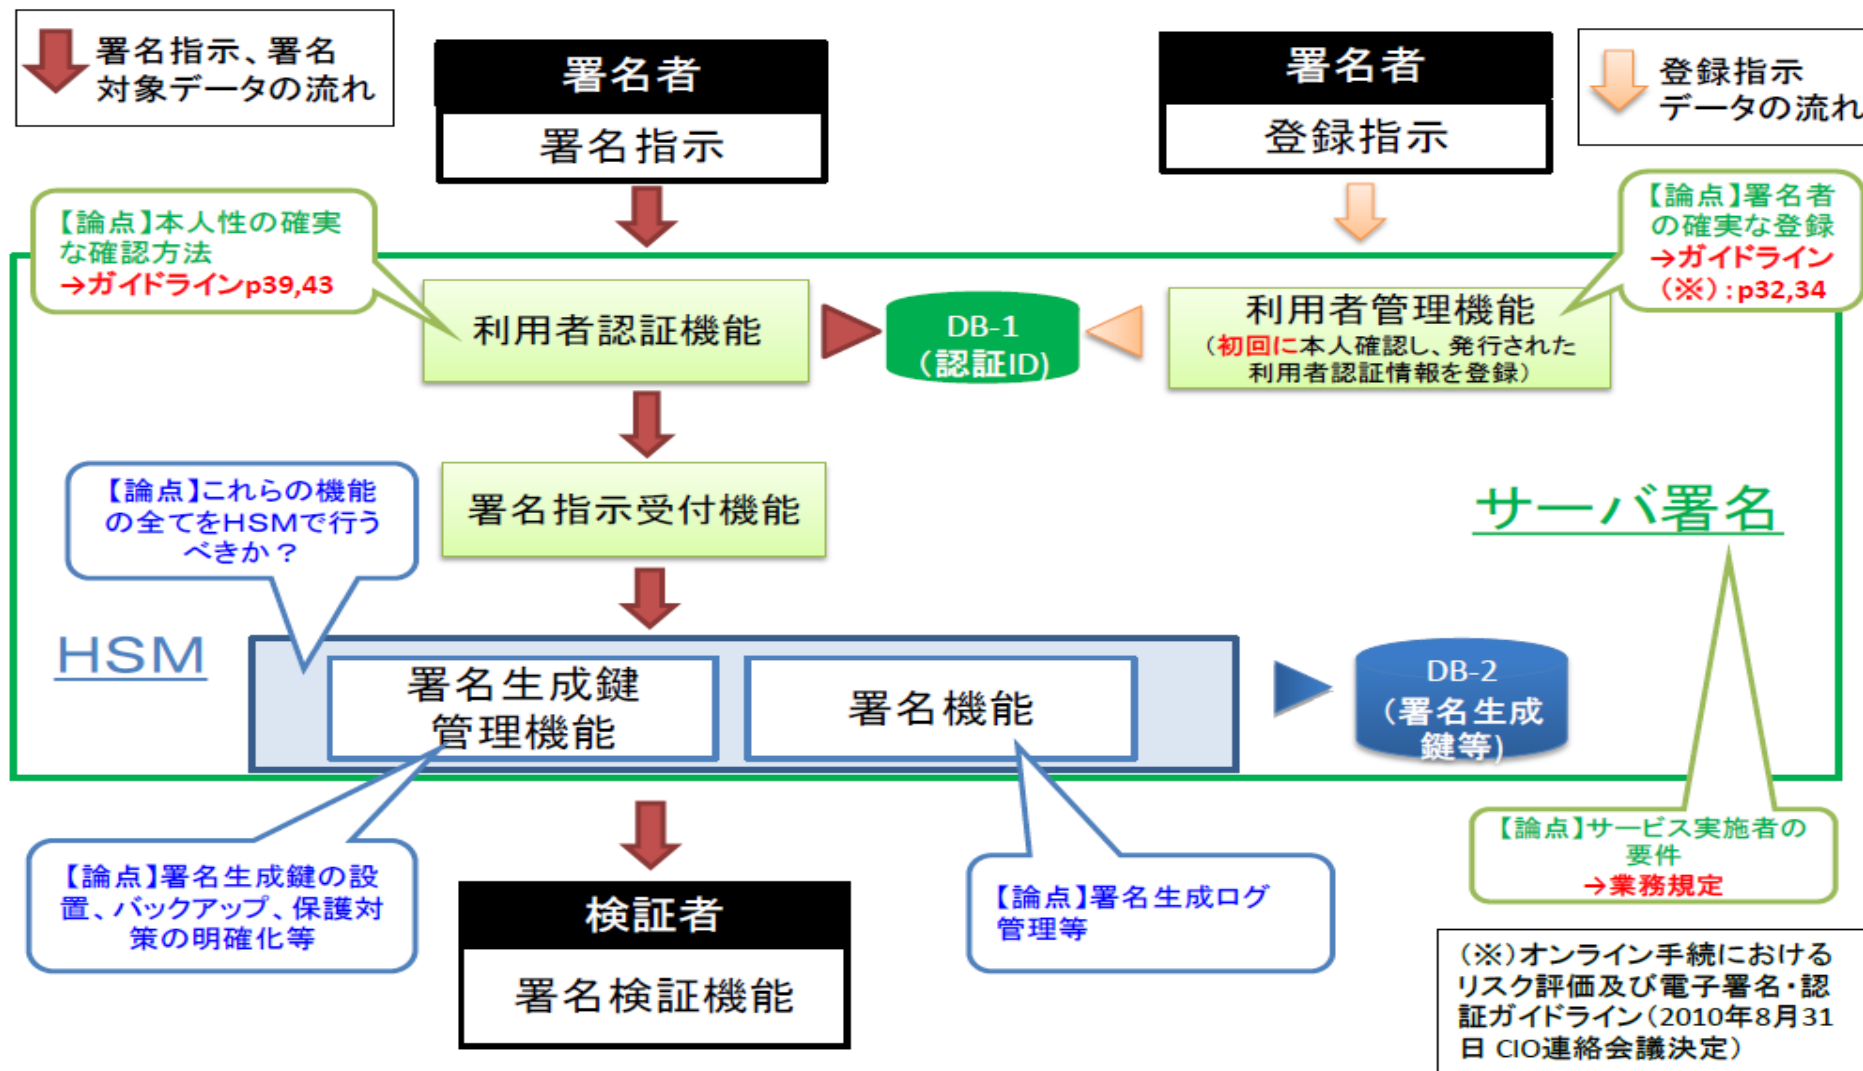 署名指示、署名
対象データの流れ
署名者
署名指示
署名者
登録指示
登録指示
データの流れ
【論点】本人性の確実
な確認方法
→ガイドラインp39,43
【論点】署名者
の確実な登録
→ガイドライン
（※）：p32,34
利用者認証機能
DB-1
（認証ID)
利用者管理機能
（初回に本人確認し、発行された
利用者認証情報を登録）
【論点】これらの機能
の全てをHSMで行う
べきか？
署名指示受付機能
サーバ署名
HSM
署名生成鍵
管理機能
署名機能
DB-2
（署名生成
鍵等)
【論点】署名生成鍵の設
置、バックアップ、保護対
策の明確化等
検証者
署名検証機能
【論点】署名生成ログ
管理等
【論点】サービス実施者の
要件
→業務規定
（※）オンライン手続における
リスク評価及び電子署名・認
証ガイドライン（2010年8月31
日 CIO連絡会議決定）